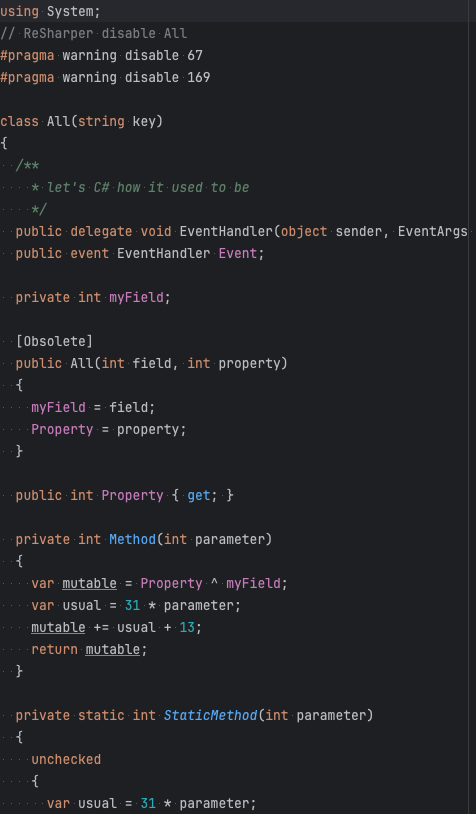 using System;
// ReSharper disable All
#pragma warning disable 67
#pragma warning disable 169

class All(string key)
{
  /**
    * let's C# how it used to be
    */
  public delegate void EventHandler(object sender, EventArgs
  public event EventHandler Event;

  private int myField;

  [Obsolete]
  public All(int field, int property)
  {
    myField = field;
    Property = property;
  }

  public int Property { get; }

  private int Method(int parameter)
  {
    var mutable = Property ^ myField;
    var usual = 31 * parameter;
    mutable += usual + 13;
    return mutable;
  }

  private static int StaticMethod(int parameter)
  {
    unchecked
    {
      var usual = 31 * parameter;